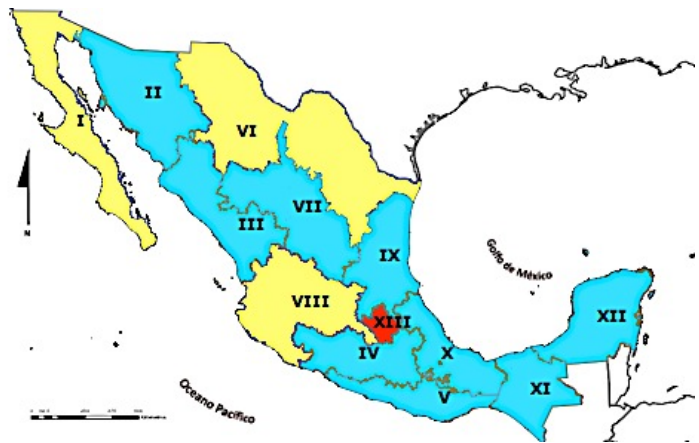 I
II
VI
VII
III
Golfo de México
IX
XII
VIII
XIII
IV
X
V
XI
Oceano Pacífico
N